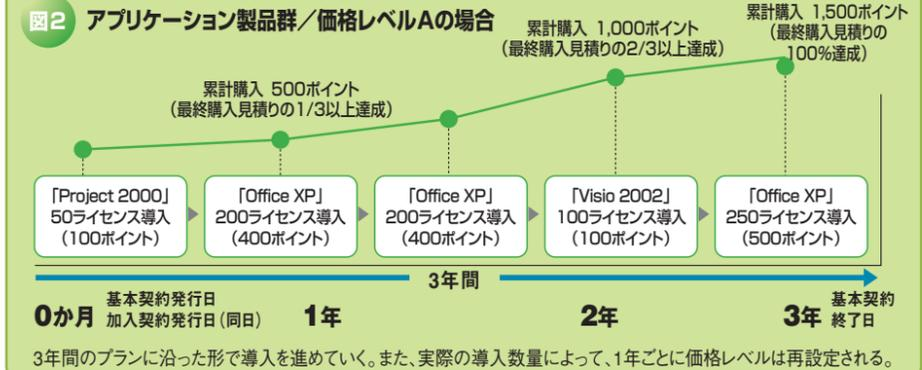 図2 アプリケーション製品群/価格レベルAの場合
累計購入 500ポイント
(最終購入見積りの1/3以上達成)
累計購入 1,000ポイント
(最終購入見積りの2/3以上達成)
累計購入 1,500ポイント
(最終購入見積りの
100%達成)
「Project 2000」
50ライセンス導入
(100ポイント)
「Office XP」
200ライセンス導入
(400ポイント)
「Office XP」
200ライセンス導入
(400ポイント)
「Visio 2002」
100ライセンス導入
(100ポイント)
「Office XP」
250ライセンス導入
(500ポイント)
3年間
0か月
基本契約発行日
加入契約発行日(同日)
1年
2年
3年
基本契約
終了日
3年間のプランに沿った形で導入を進めていく。また、実際の導入数量によって、1年ごとに価格レベルは再設定される。